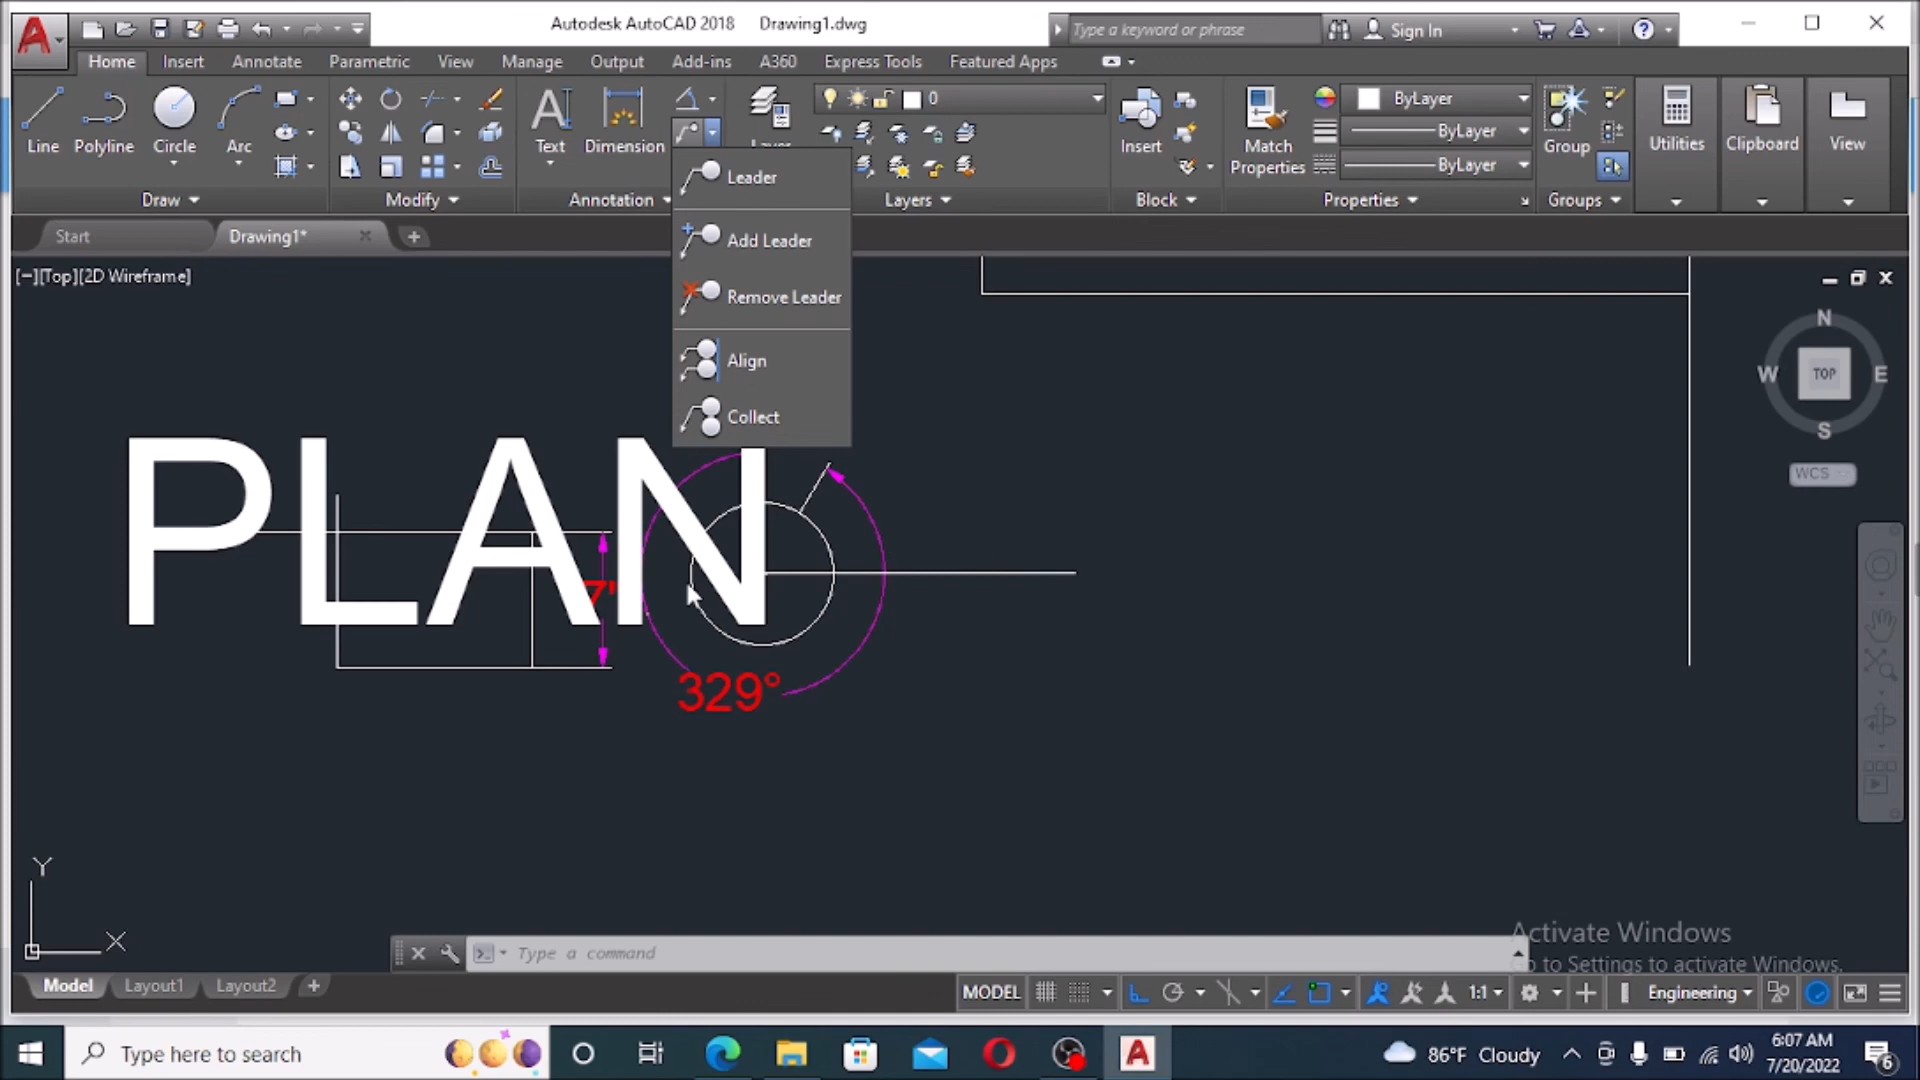 Autodesk AutoCAD 2018 Drawing1.dwg
Type a keyword or phrase
Sign In
Home Insert Annotate Parametric View Manage Output Add-ins A360 Express Tools Featured Apps
0
ByLayer
ByLayer
ByLayer
Line Polyline Circle Arc
Text Dimension
Insert
Match
Properties
Group
Utilities Clipboard View
Draw Modify Annotation Layers Block Properties Groups
Leader
Add Leader
Remove Leader
Align
Collect
Start Drawing1*
[−][Top][2D Wireframe]
N
W TOP E
S
WCS
PLAN
7'
329°
Y
X
Type a command
Activate Windows
to Settings to activate Windows.
Model Layout1 Layout2
MODEL 1:1 Engineering
Type here to search
86°F Cloudy
6:07 AM
7/20/2022
6